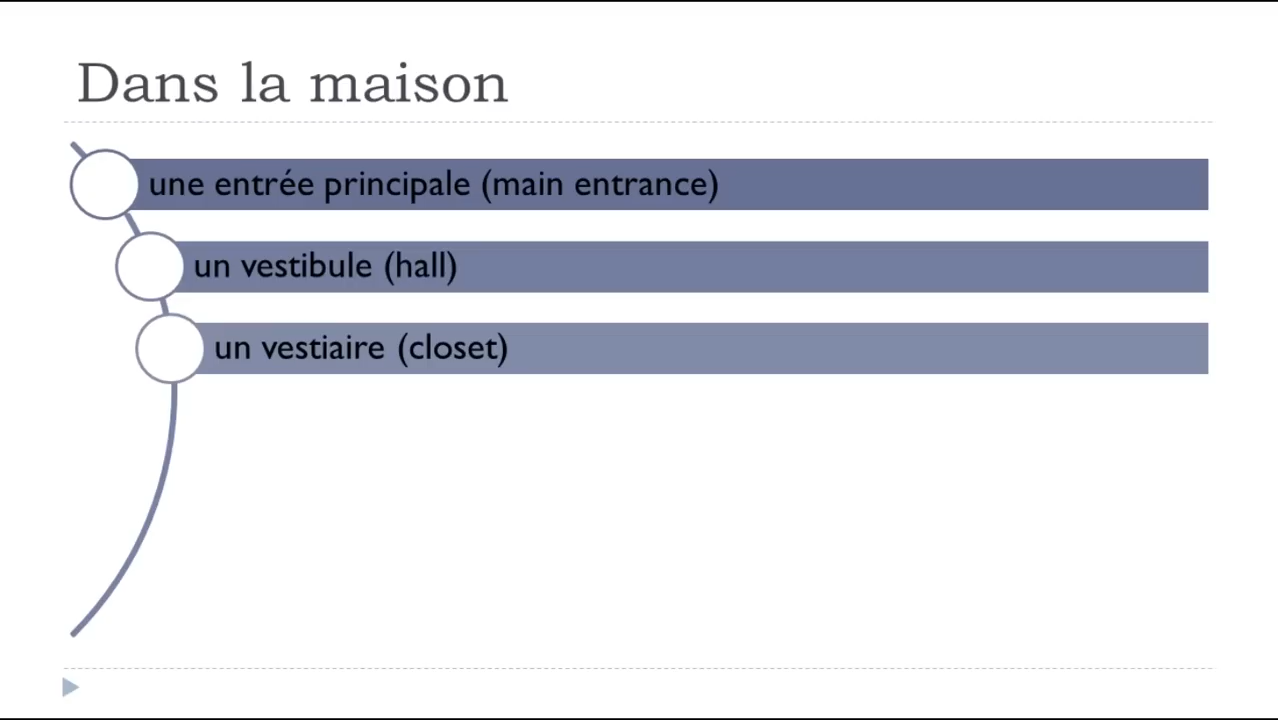 Dans la maison
une entrée principale (main entrance)
un vestibule (hall)
un vestiaire (closet)